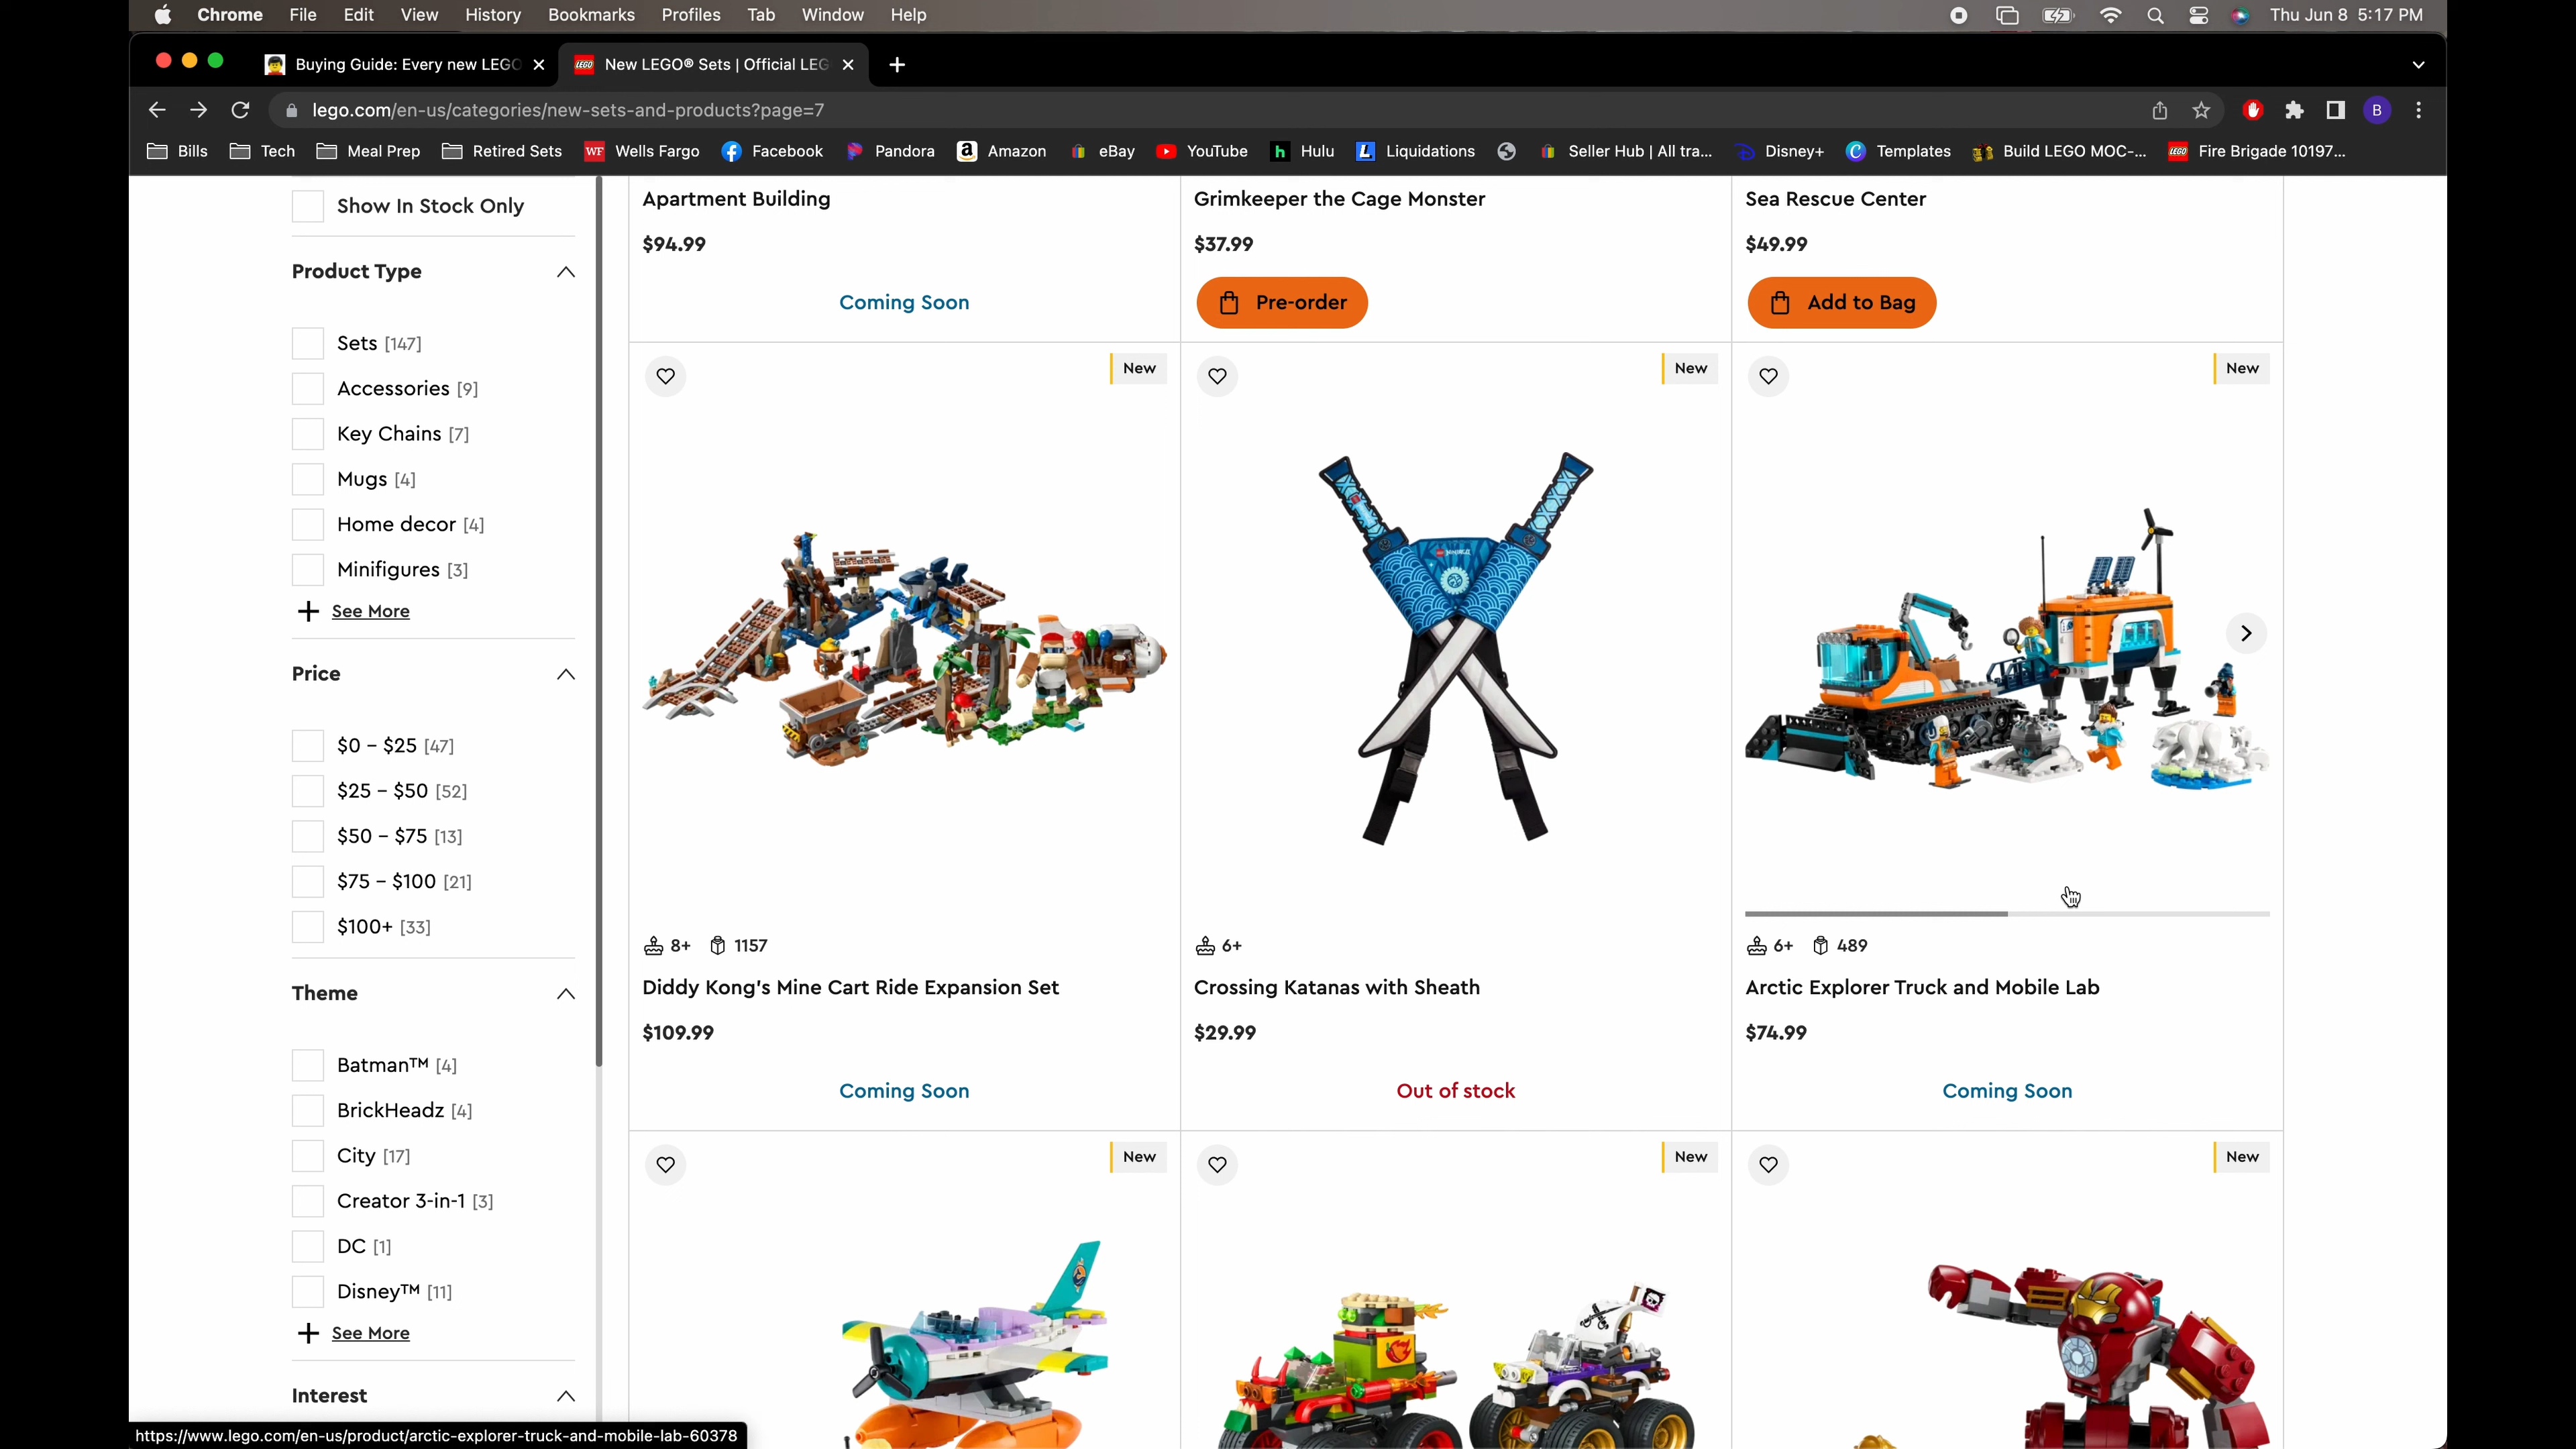 Chrome File Edit View History Bookmarks Profiles Tab Window Help Thu Jun 8 5:17 PM
Buying Guide: Every new LEGO New LEGO® Sets | Official LEG
lego.com/en-us/categories/new-sets-and-products?page=7 B
Bills Tech Meal Prep Retired Sets WF Wells Fargo Facebook Pandora Amazon eBay YouTube h Hulu L Liquidations Seller Hub | All tra... Disney+ Templates Build LEGO MOC-... Fire Brigade 10197...
Show In Stock Only
Product Type
Sets [147]
Accessories [9]
Key Chains [7]
Mugs [4]
Home decor [4]
Minifigures [3]
See More
Price
$0 – $25 [47]
$25 – $50 [52]
$50 – $75 [13]
$75 – $100 [21]
$100+ [33]
Theme
Batman™ [4]
BrickHeadz [4]
City [17]
Creator 3-in-1 [3]
DC [1]
Disney™ [11]
See More
Interest
Apartment Building
$94.99
Coming Soon
Grimkeeper the Cage Monster
$37.99
Pre-order
Sea Rescue Center
$49.99
Add to Bag
New
8+ 1157
Diddy Kong's Mine Cart Ride Expansion Set
$109.99
Coming Soon
New
6+
Crossing Katanas with Sheath
$29.99
Out of stock
New
6+ 489
Arctic Explorer Truck and Mobile Lab
$74.99
Coming Soon
New
New
New
https://www.lego.com/en-us/product/arctic-explorer-truck-and-mobile-lab-60378